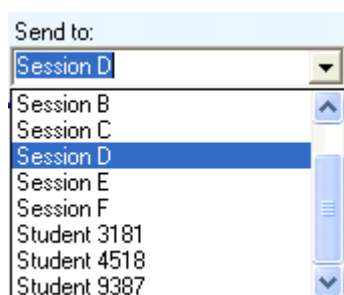 Send to:
Session D
Session B
Session C
Session D
Session E
Session F
Student 3181
Student 4518
Student 9387